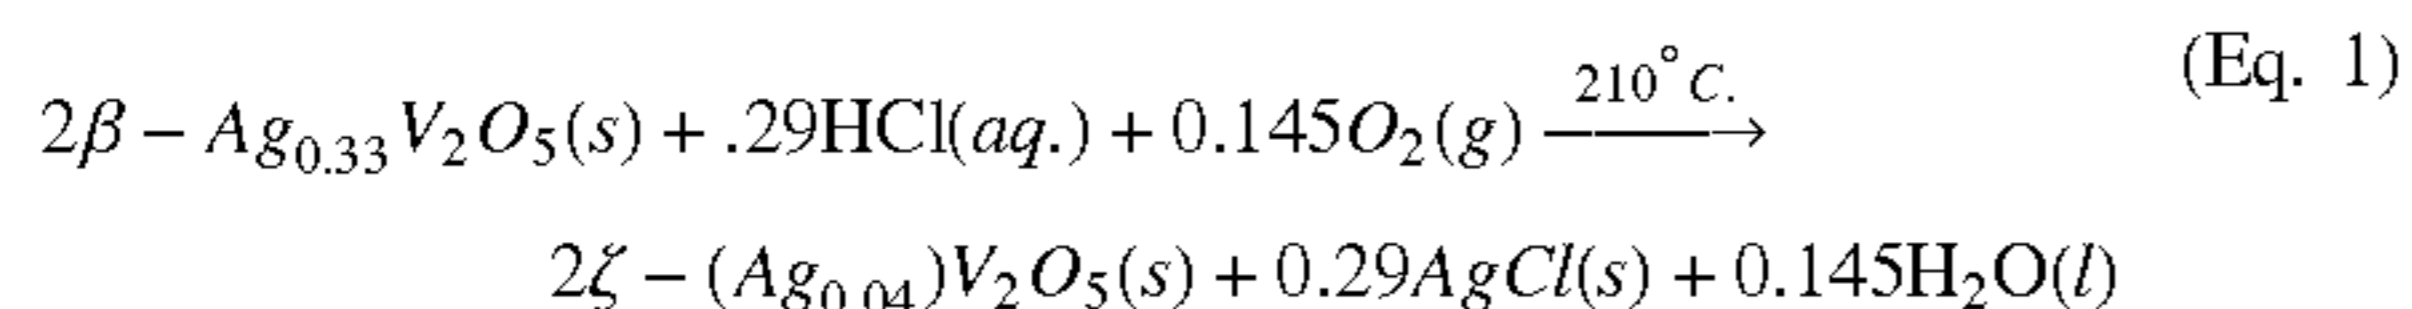 2β − Ag₀.₃₃V₂O₅(s) + .29HCl(aq.) + 0.145O₂(g) ⟶ 210° C. (Eq. 1)
2ζ − (Ag₀.₀₄)V₂O₅(s) + 0.29AgCl(s) + 0.145H₂O(l)